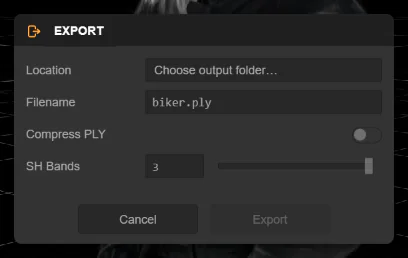 EXPORT
Location Choose output folder...
Filename biker.ply
Compress PLY
SH Bands 3
Cancel Export